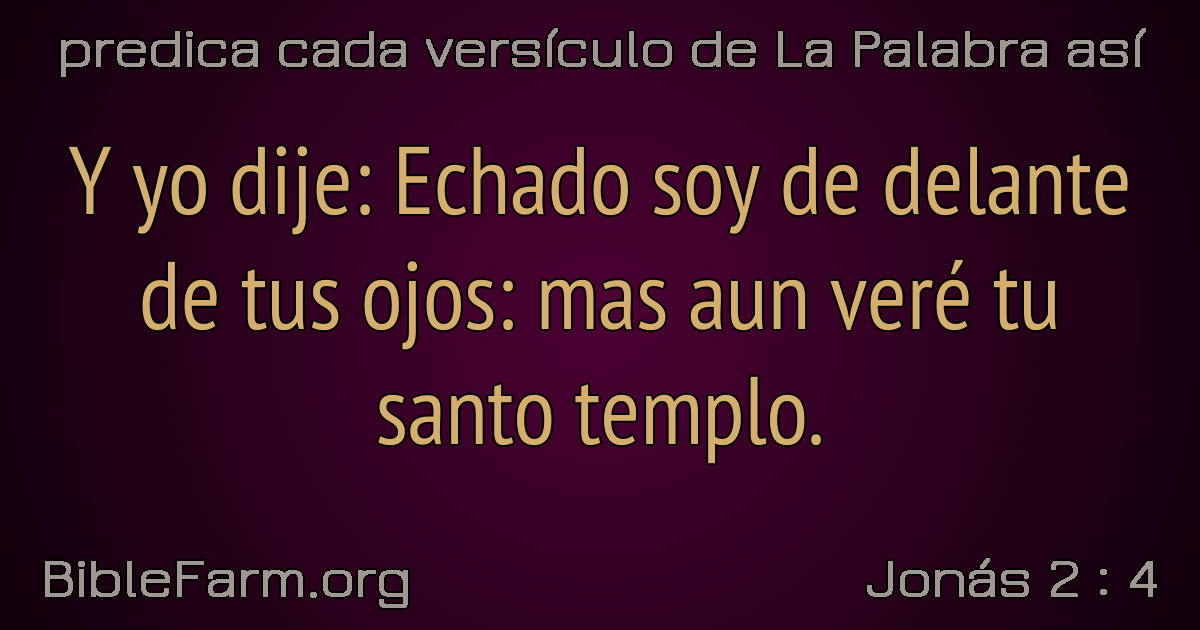 predica cada versículo de La Palabra así
Y yo dije: Echado soy de delante
de tus ojos: mas aun veré tu
santo templo.
BibleFarm.org
Jonás 2 : 4